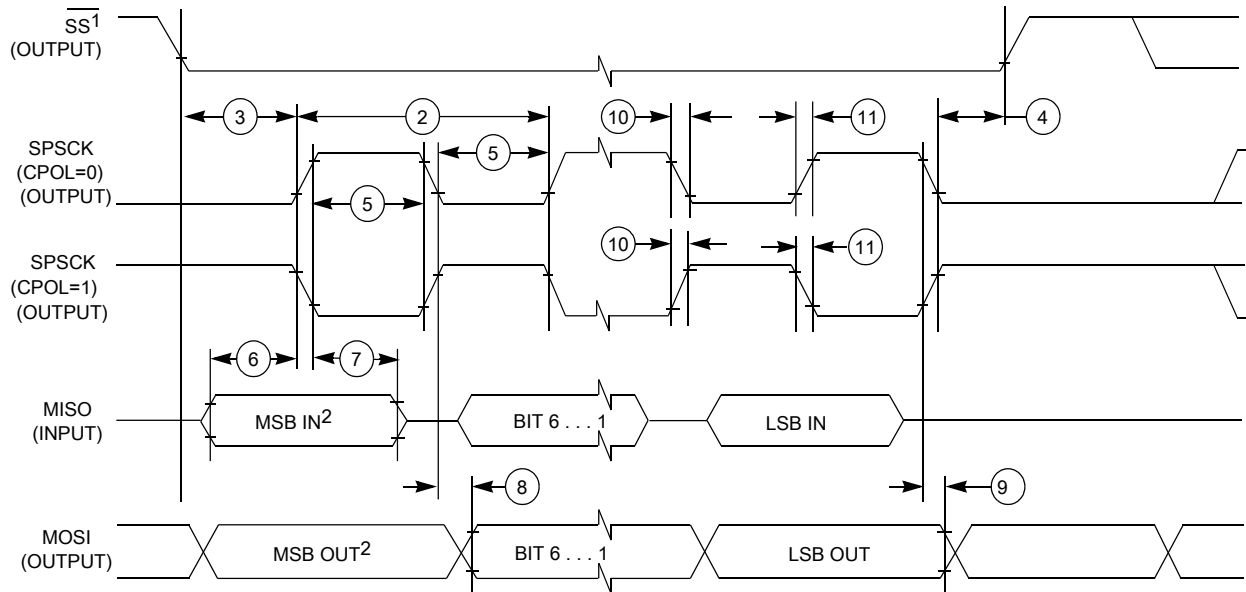 SS1
(OUTPUT)
3
2
10
11
4
SPSCK
(CPOL=0)
(OUTPUT)
5
5
SPSCK
(CPOL=1)
(OUTPUT)
10
11
6
7
MISO
(INPUT)
MSB IN2
BIT 6 . . . 1
LSB IN
8
9
MOSI
(OUTPUT)
MSB OUT2
BIT 6 . . . 1
LSB OUT